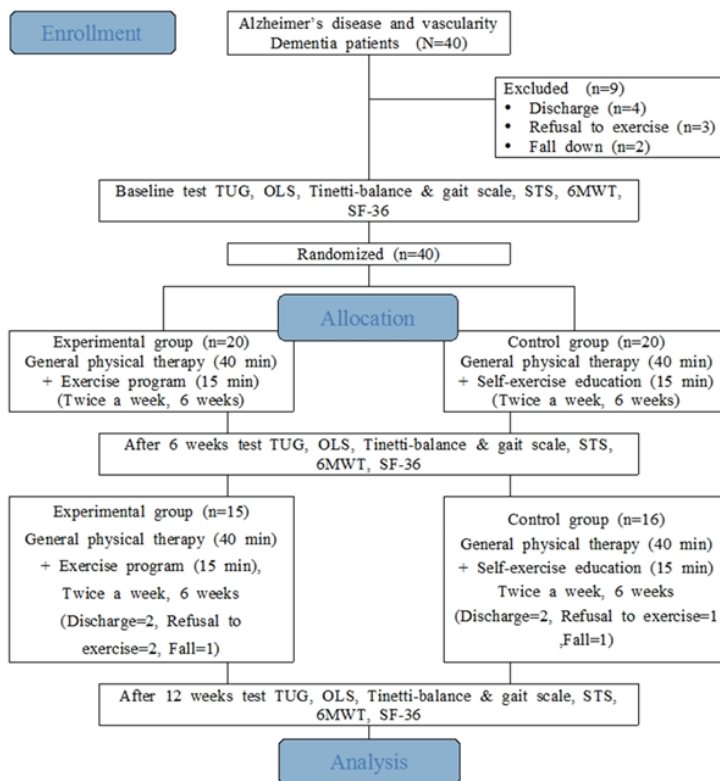 Enrollment
Alzheimer's disease and vascularity
Dementia patients (N=40)
Excluded (n=9)
• Discharge (n=4)
• Refusal to exercise (n=3)
• Fall down (n=2)
Baseline test TUG, OLS, Tinetti-balance & gait scale, STS, 6MWT,
SF-36
Randomized (n=40)
Allocation
Experimental group (n=20)
General physical therapy (40 min)
+ Exercise program (15 min)
(Twice a week, 6 weeks)
Control group (n=20)
General physical therapy (40 min)
+ Self-exercise education (15 min)
(Twice a week, 6 weeks)
After 6 weeks test TUG, OLS, Tinetti-balance & gait scale, STS,
6MWT, SF-36
Experimental group (n=15)
General physical therapy (40 min)
+ Exercise program (15 min),
Twice a week, 6 weeks
(Discharge=2, Refusal to
exercise=2, Fall=1)
Control group (n=16)
General physical therapy (40 min)
+ Self-exercise education (15 min)
Twice a week, 6 weeks
(Discharge=2, Refusal to exercise=1
,Fall=1)
After 12 weeks test TUG, OLS, Tinetti-balance & gait scale, STS,
6MWT, SF-36
Analysis